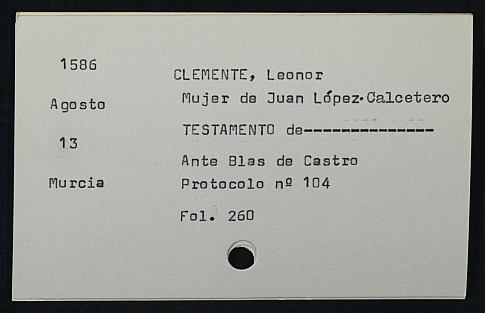 1586
CLEMENTE, Leonor
Agosto
Mujer de Juan López·Calcetero
TESTAMENTO de--------------
13
Ante Blas de Castro
Murcia
Protocolo nº 104
Fol. 260